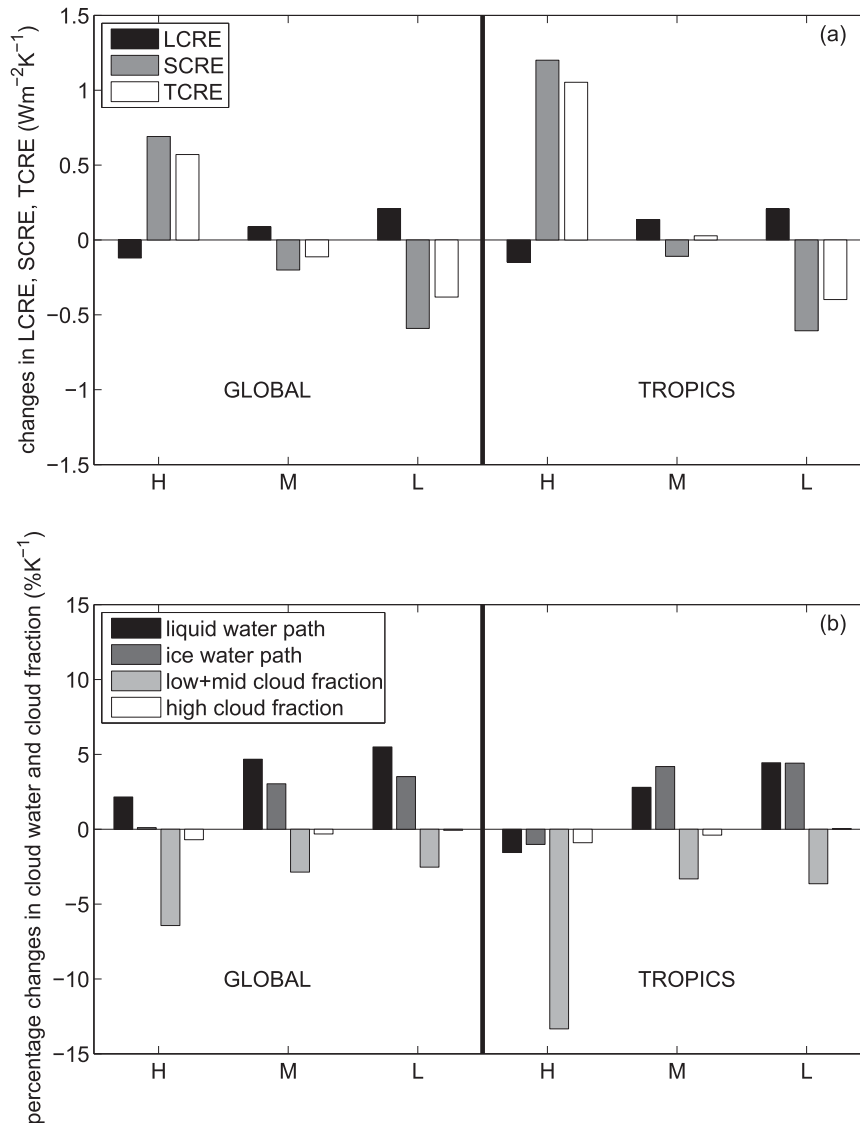 changes in LCRE, SCRE, TCRE (Wm−2K−1)
1.5
1
0.5
0
−0.5
−1
−1.5
LCRE
SCRE
TCRE
(a)
GLOBAL
TROPICS
H
M
L
H
M
L
percentage changes in cloud water and cloud fraction (%K−1)
15
10
5
0
−5
−10
−15
liquid water path
ice water path
low+mid cloud fraction
high cloud fraction
(b)
GLOBAL
TROPICS
H
M
L
H
M
L